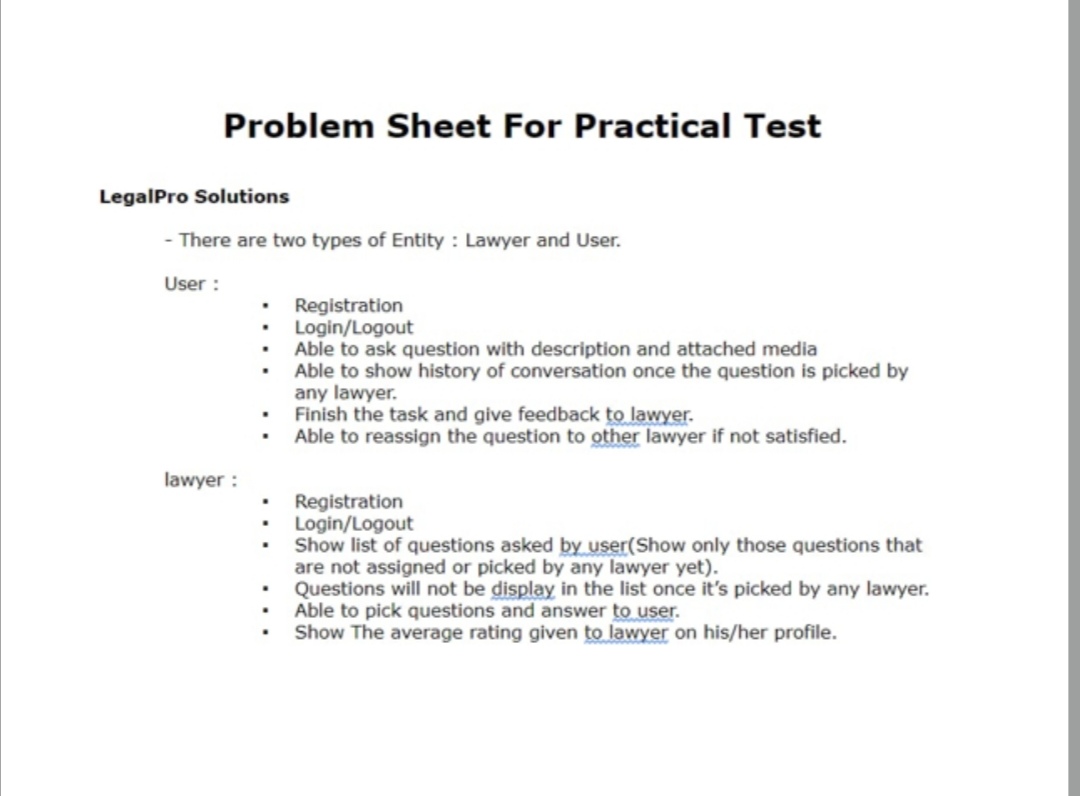 Problem Sheet For Practical Test
LegalPro Solutions
- There are two types of Entity : Lawyer and User.
User :
▪ Registration
▪ Login/Logout
▪ Able to ask question with description and attached media
▪ Able to show history of conversation once the question is picked by
any lawyer.
▪ Finish the task and give feedback to lawyer.
▪ Able to reassign the question to other lawyer if not satisfied.
lawyer :
▪ Registration
▪ Login/Logout
▪ Show list of questions asked by user(Show only those questions that
are not assigned or picked by any lawyer yet).
▪ Questions will not be display in the list once it’s picked by any lawyer.
▪ Able to pick questions and answer to user.
▪ Show The average rating given to lawyer on his/her profile.